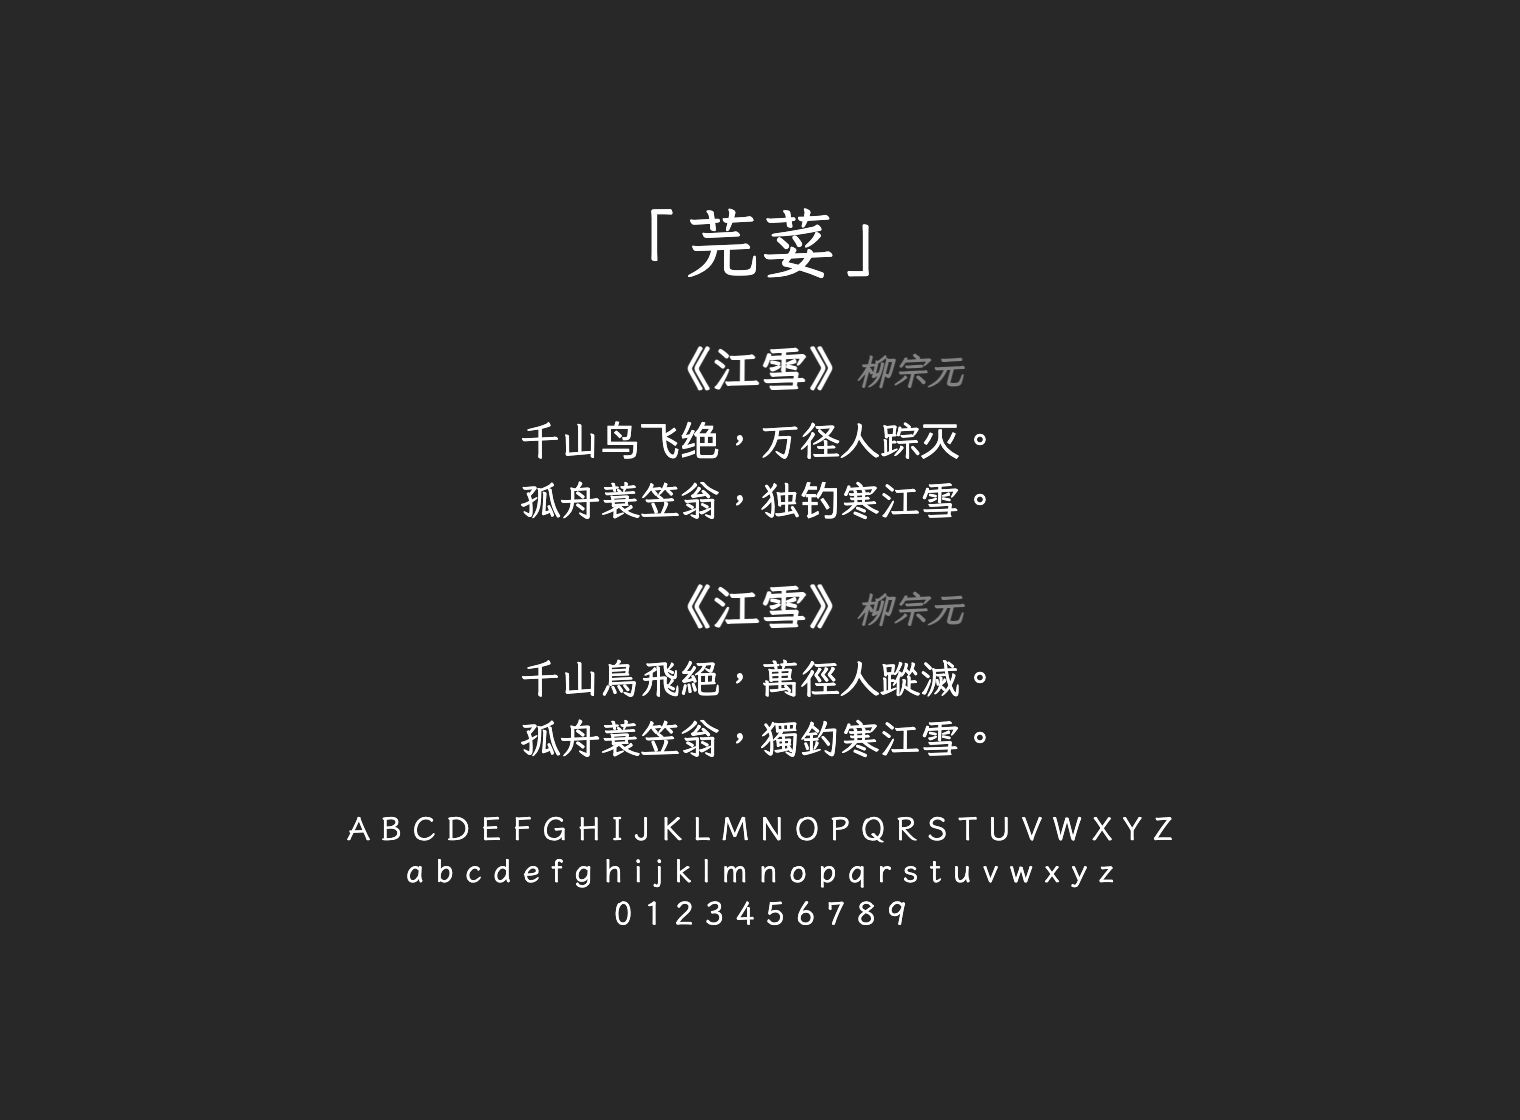 「芫荽」
《江雪》柳宗元
千山鸟飞绝，万径人踪灭。
孤舟蓑笠翁，独钓寒江雪。
《江雪》柳宗元
千山鳥飛絕，萬徑人蹤滅。
孤舟蓑笠翁，獨釣寒江雪。
A B C D E F G H I J K L M N O P Q R S T U V W X Y Z
a b c d e f g h i j k l m n o p q r s t u v w x y z
0 1 2 3 4 5 6 7 8 9